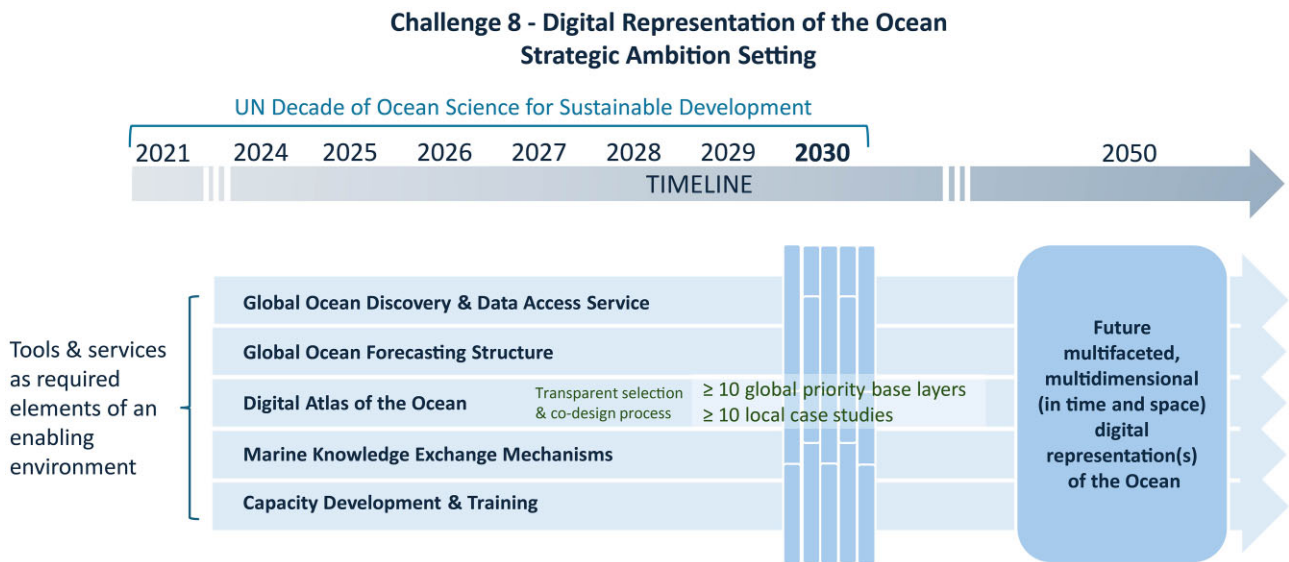 Challenge 8 - Digital Representation of the Ocean
Strategic Ambition Setting
UN Decade of Ocean Science for Sustainable Development
2021 2024 2025 2026 2027 2028 2029 2030 2050
TIMELINE
Tools & services
as required
elements of an
enabling
environment
Global Ocean Discovery & Data Access Service
Global Ocean Forecasting Structure
Digital Atlas of the Ocean
Transparent selection
& co-design process
≥ 10 global priority base layers
≥ 10 local case studies
Marine Knowledge Exchange Mechanisms
Capacity Development & Training
Future
multifaceted,
multidimensional
(in time and space)
digital
representation(s)
of the Ocean